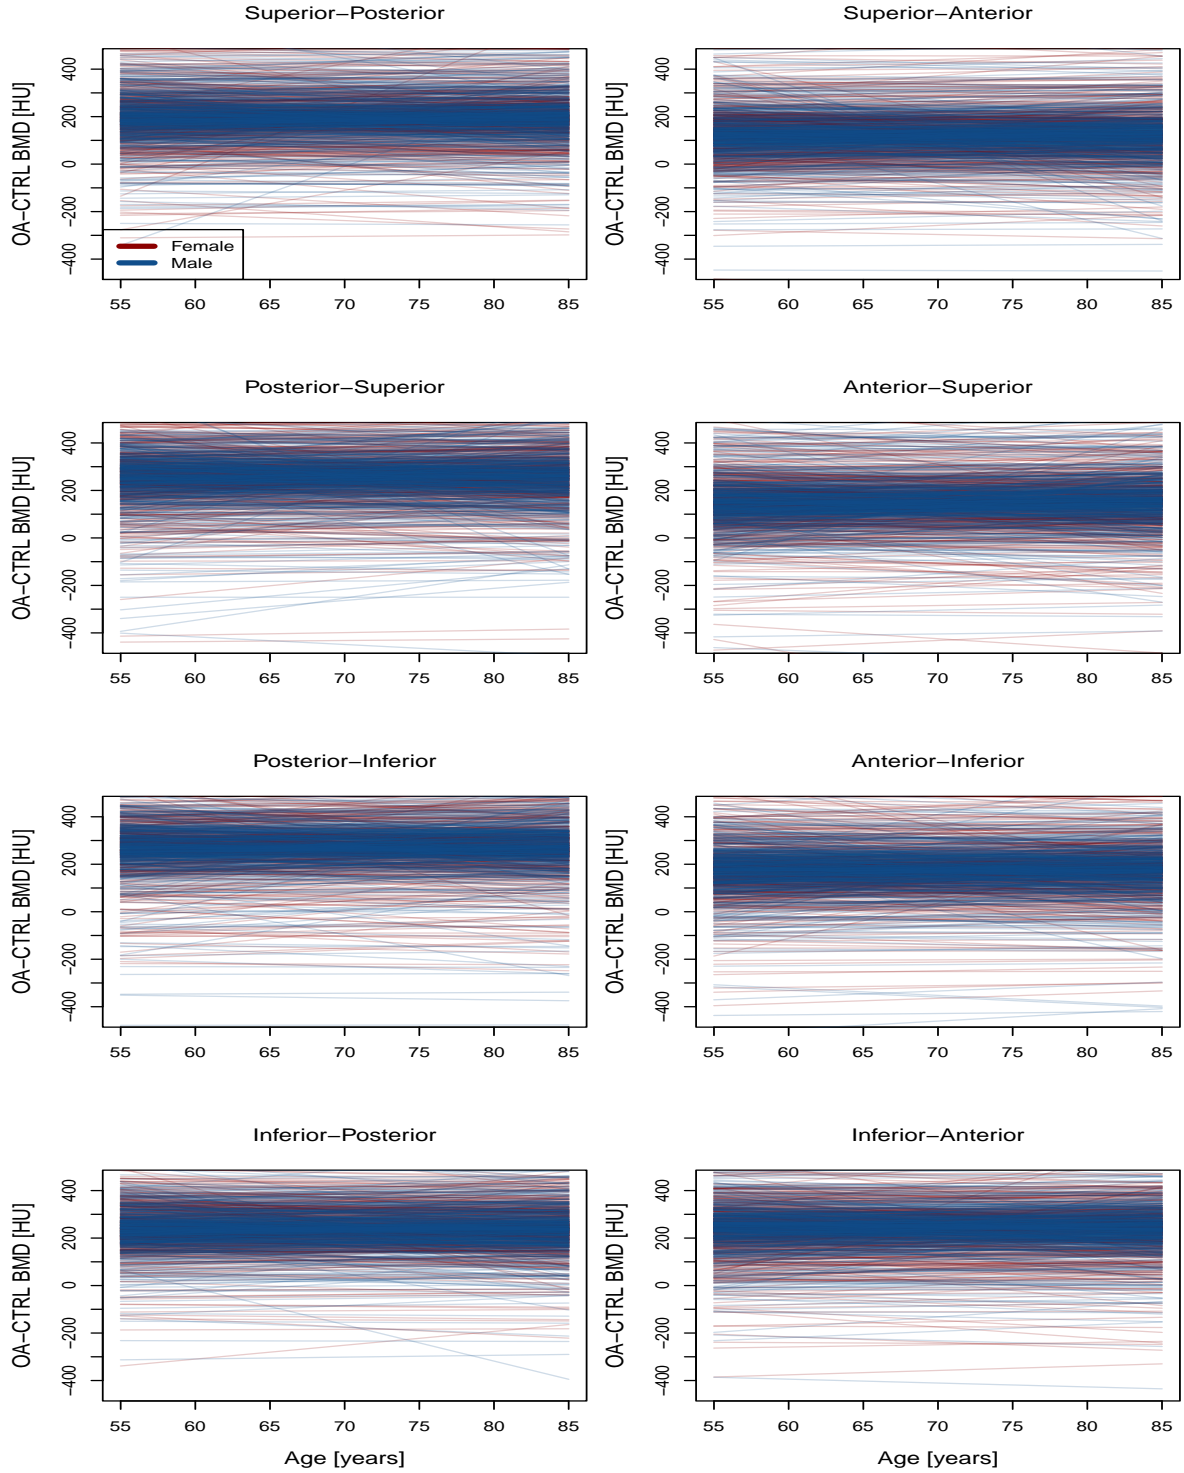 Superior−Posterior
OA−CTRL BMD [HU]
400
200
0
−200
−400
Female
Male
55 60 65 70 75 80 85
Superior−Anterior
OA−CTRL BMD [HU]
400
200
0
−200
−400
55 60 65 70 75 80 85
Posterior−Superior
OA−CTRL BMD [HU]
400
200
0
−200
−400
55 60 65 70 75 80 85
Anterior−Superior
OA−CTRL BMD [HU]
400
200
0
−200
−400
55 60 65 70 75 80 85
Posterior−Inferior
OA−CTRL BMD [HU]
400
200
0
−200
−400
55 60 65 70 75 80 85
Anterior−Inferior
OA−CTRL BMD [HU]
400
200
0
−200
−400
55 60 65 70 75 80 85
Inferior−Posterior
OA−CTRL BMD [HU]
400
200
0
−200
−400
55 60 65 70 75 80 85
Age [years]
Inferior−Anterior
OA−CTRL BMD [HU]
400
200
0
−200
−400
55 60 65 70 75 80 85
Age [years]